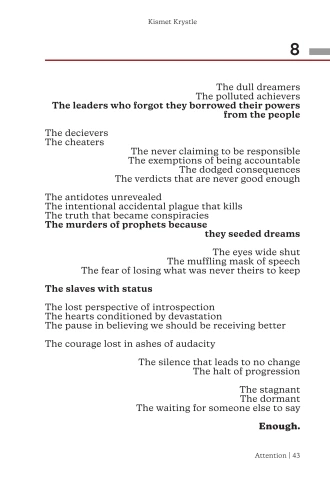 Kismet Krystle
8
The dull dreamers
The polluted achievers
The leaders who forgot they borrowed their powers
from the people
The decievers
The cheaters
The never claiming to be responsible
The exemptions of being accountable
The dodged consequences
The verdicts that are never good enough
The antidotes unrevealed
The intentional accidental plague that kills
The truth that became conspiracies
The murders of prophets because
they seeded dreams
The eyes wide shut
The muffling mask of speech
The fear of losing what was never theirs to keep
The slaves with status
The lost perspective of introspection
The hearts conditioned by devastation
The pause in believing we should be receiving better
The courage lost in ashes of audacity
The silence that leads to no change
The halt of progression
The stagnant
The dormant
The waiting for someone else to say
Enough.
Attention | 43